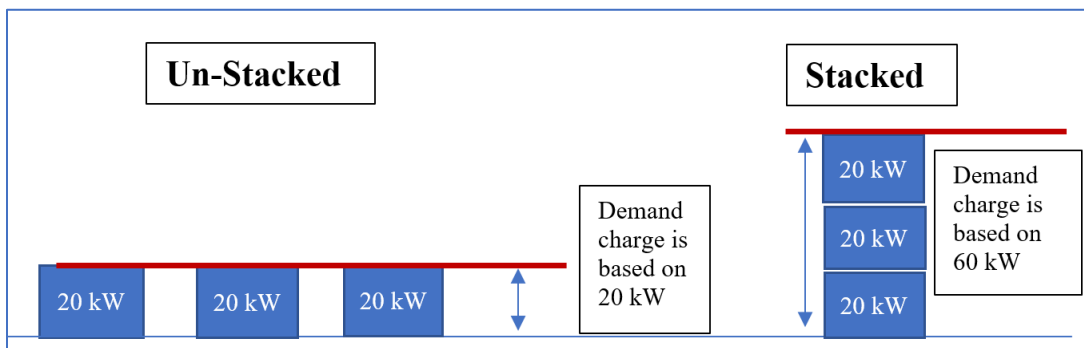 Un-Stacked
20 kW
20 kW
20 kW
Demand
charge is
based on
20 kW
Stacked
20 kW
20 kW
20 kW
Demand
charge is
based on
60 kW